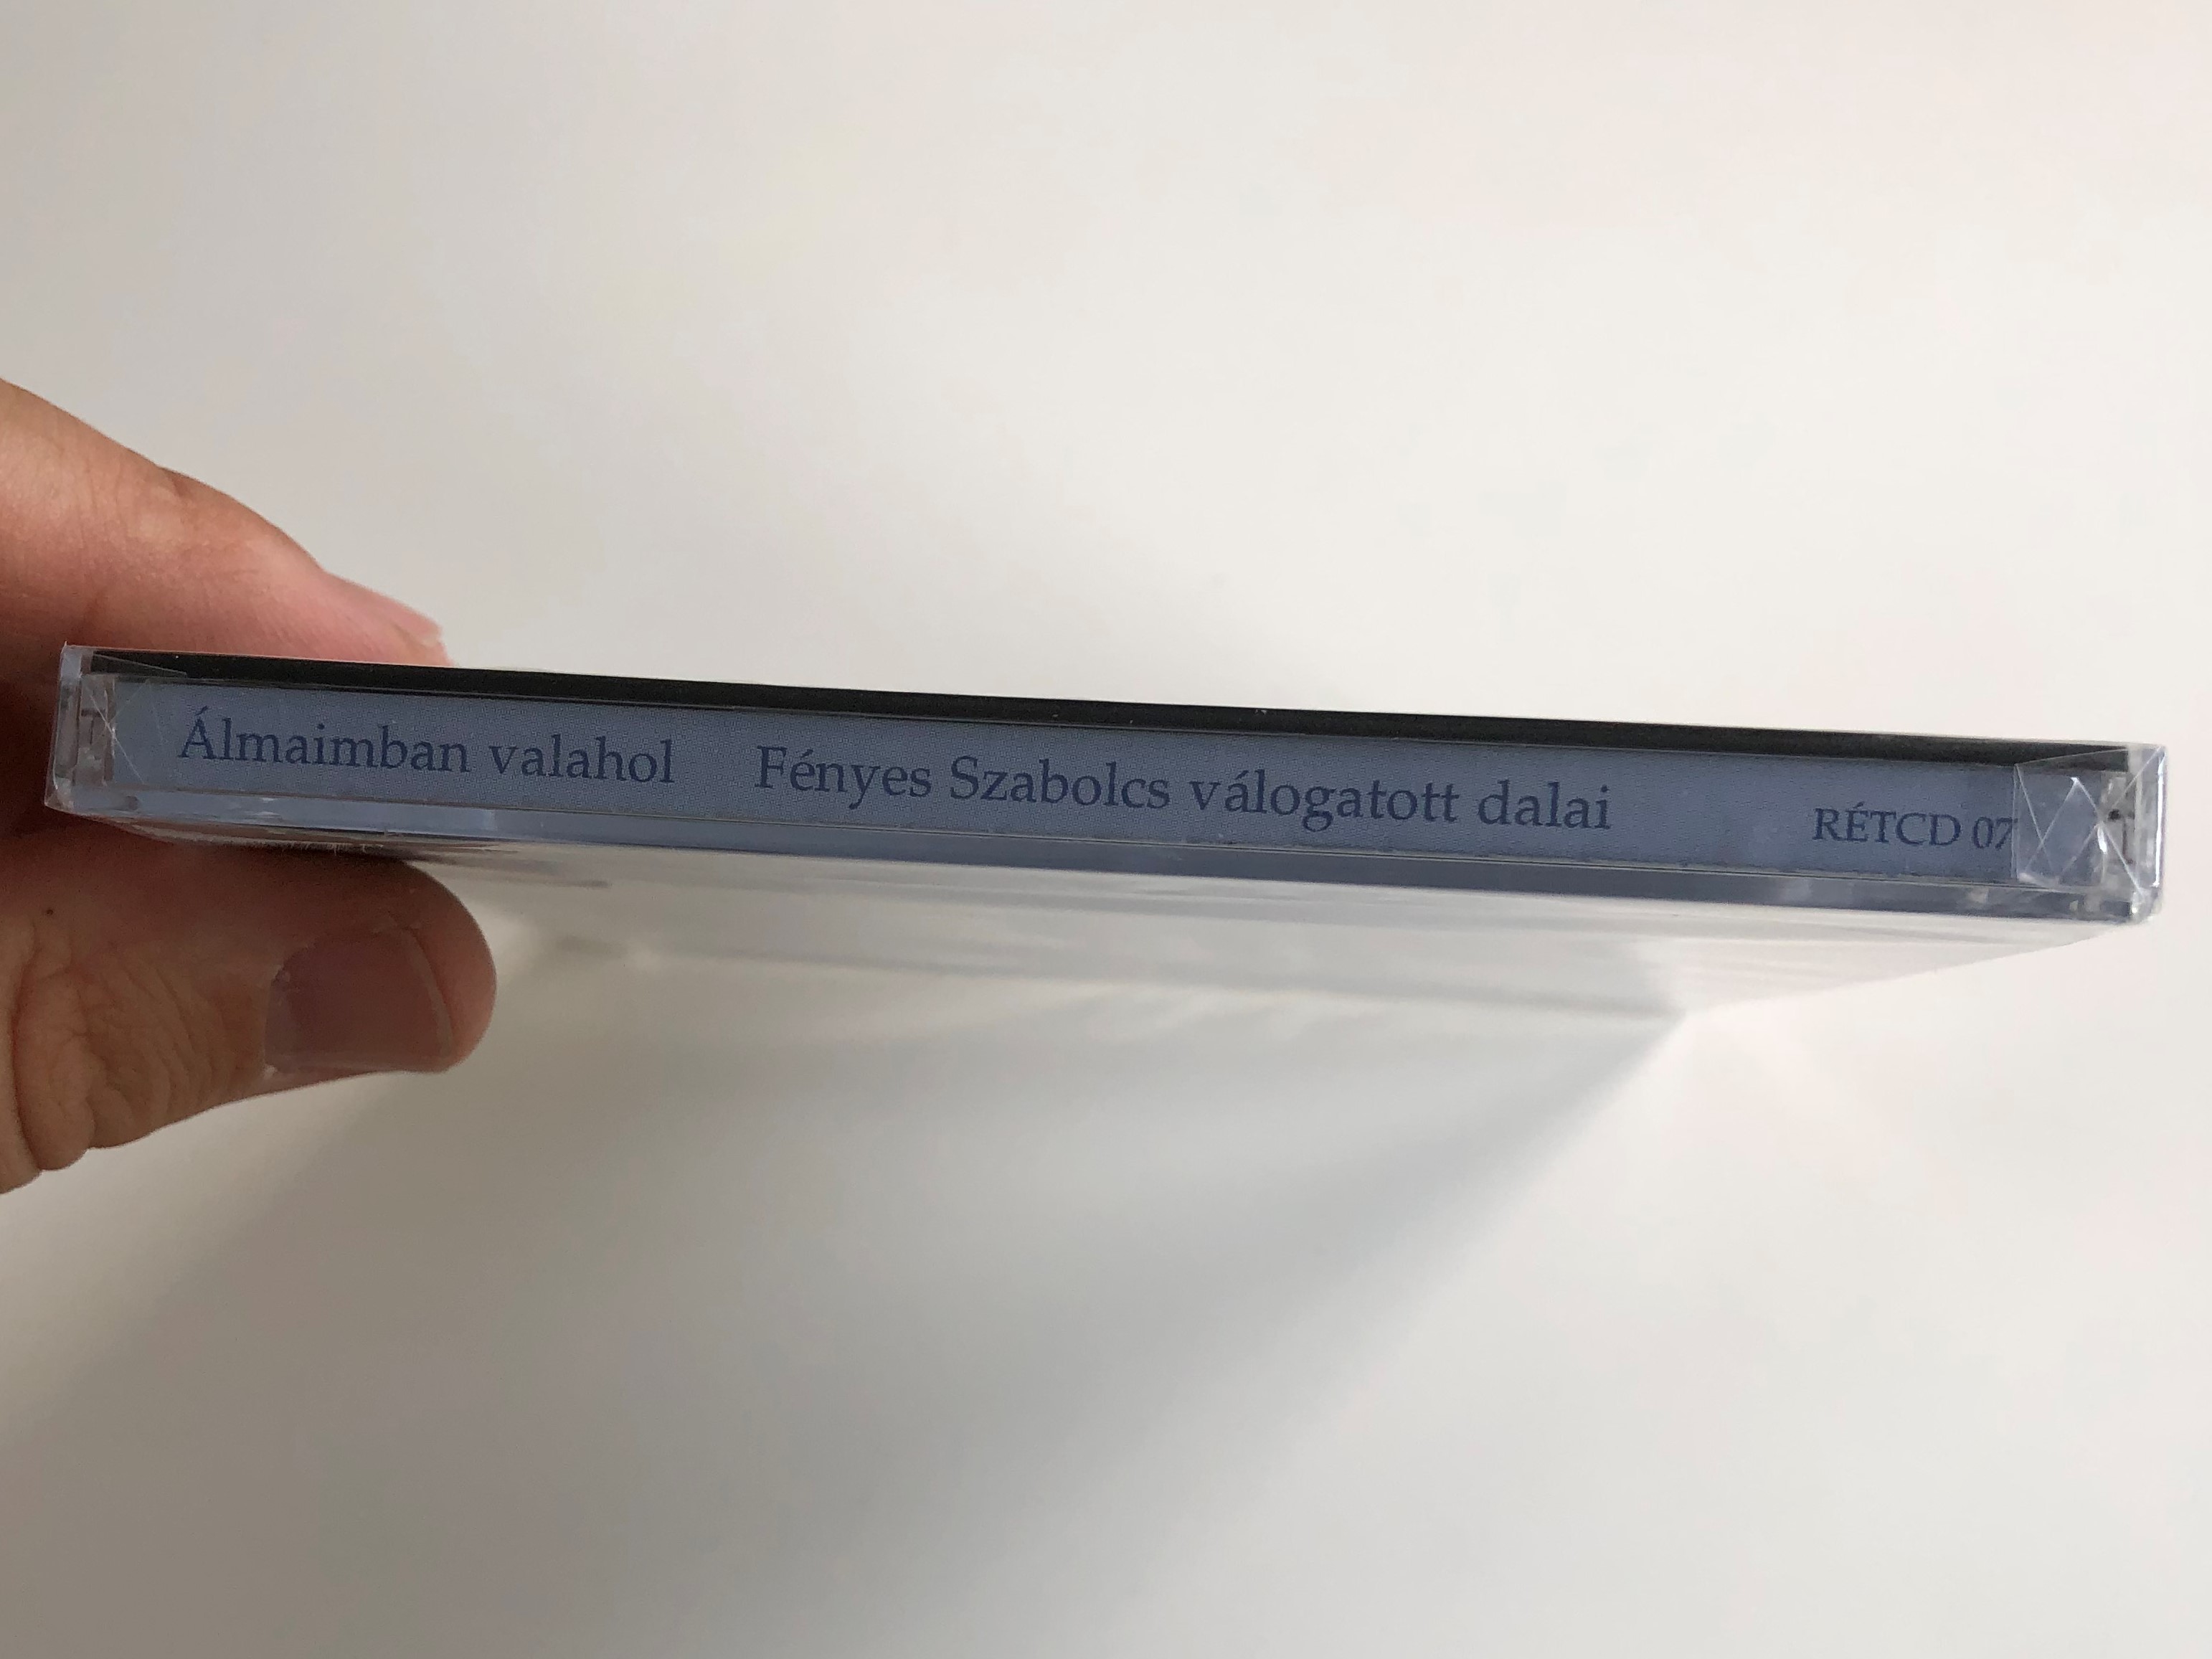 Álmaimban valahol Fényes Szabolcs válogatott dalai RÉTCD 07